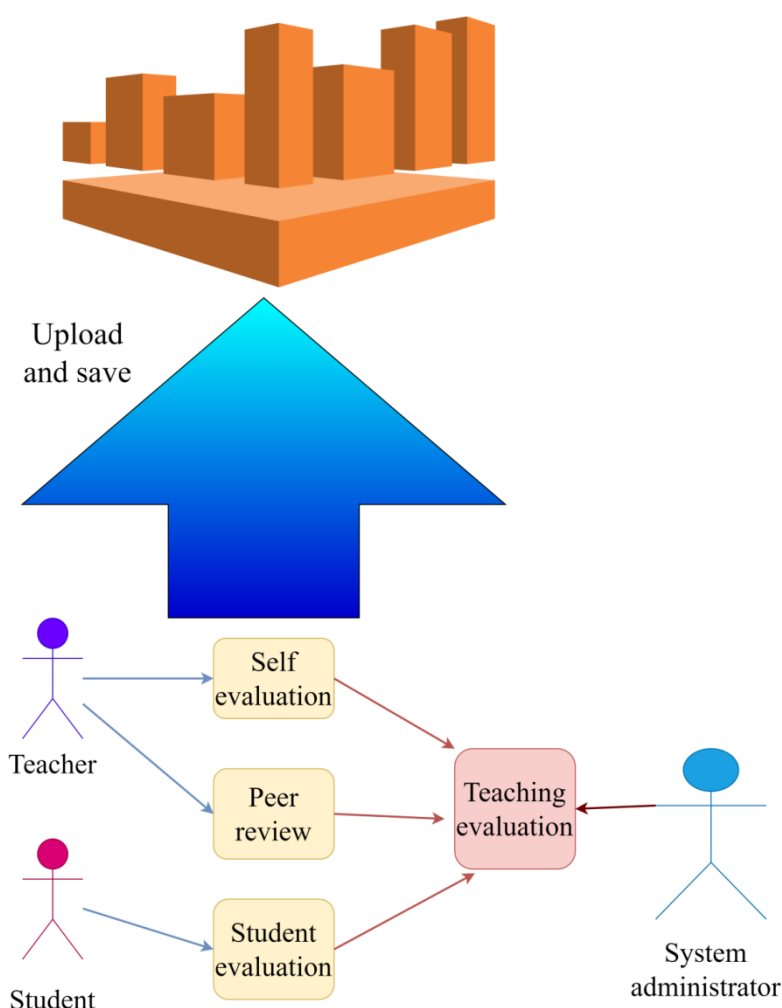 Upload
and save
Self
evaluation
Teacher
Peer
review
Teaching
evaluation
Student
evaluation
Student
System
administrator